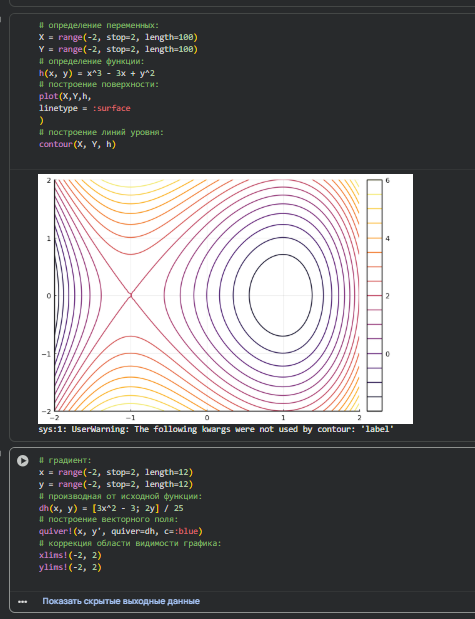 # определение переменных:
X = range(-2, stop=2, length=100)
Y = range(-2, stop=2, length=100)
# определение функции:
h(x, y) = x^3 - 3x + y^2
# построение поверхности:
plot(X,Y,h,
linetype = :surface
)
# построение линий уровня:
contour(X, Y, h)
2
1
0
−1
−2
−2
−1
0
1
2
6
4
2
0
sys:1: UserWarning: The following kwargs were not used by contour: 'label'
# градиент:
x = range(-2, stop=2, length=12)
y = range(-2, stop=2, length=12)
# производная от исходной функции:
dh(x, y) = [3x^2 - 3; 2y] / 25
# построение векторного поля:
quiver!(x, y', quiver=dh, c=:blue)
# коррекция области видимости графика:
xlims!(-2, 2)
ylims!(-2, 2)
••• Показать скрытые выходные данные